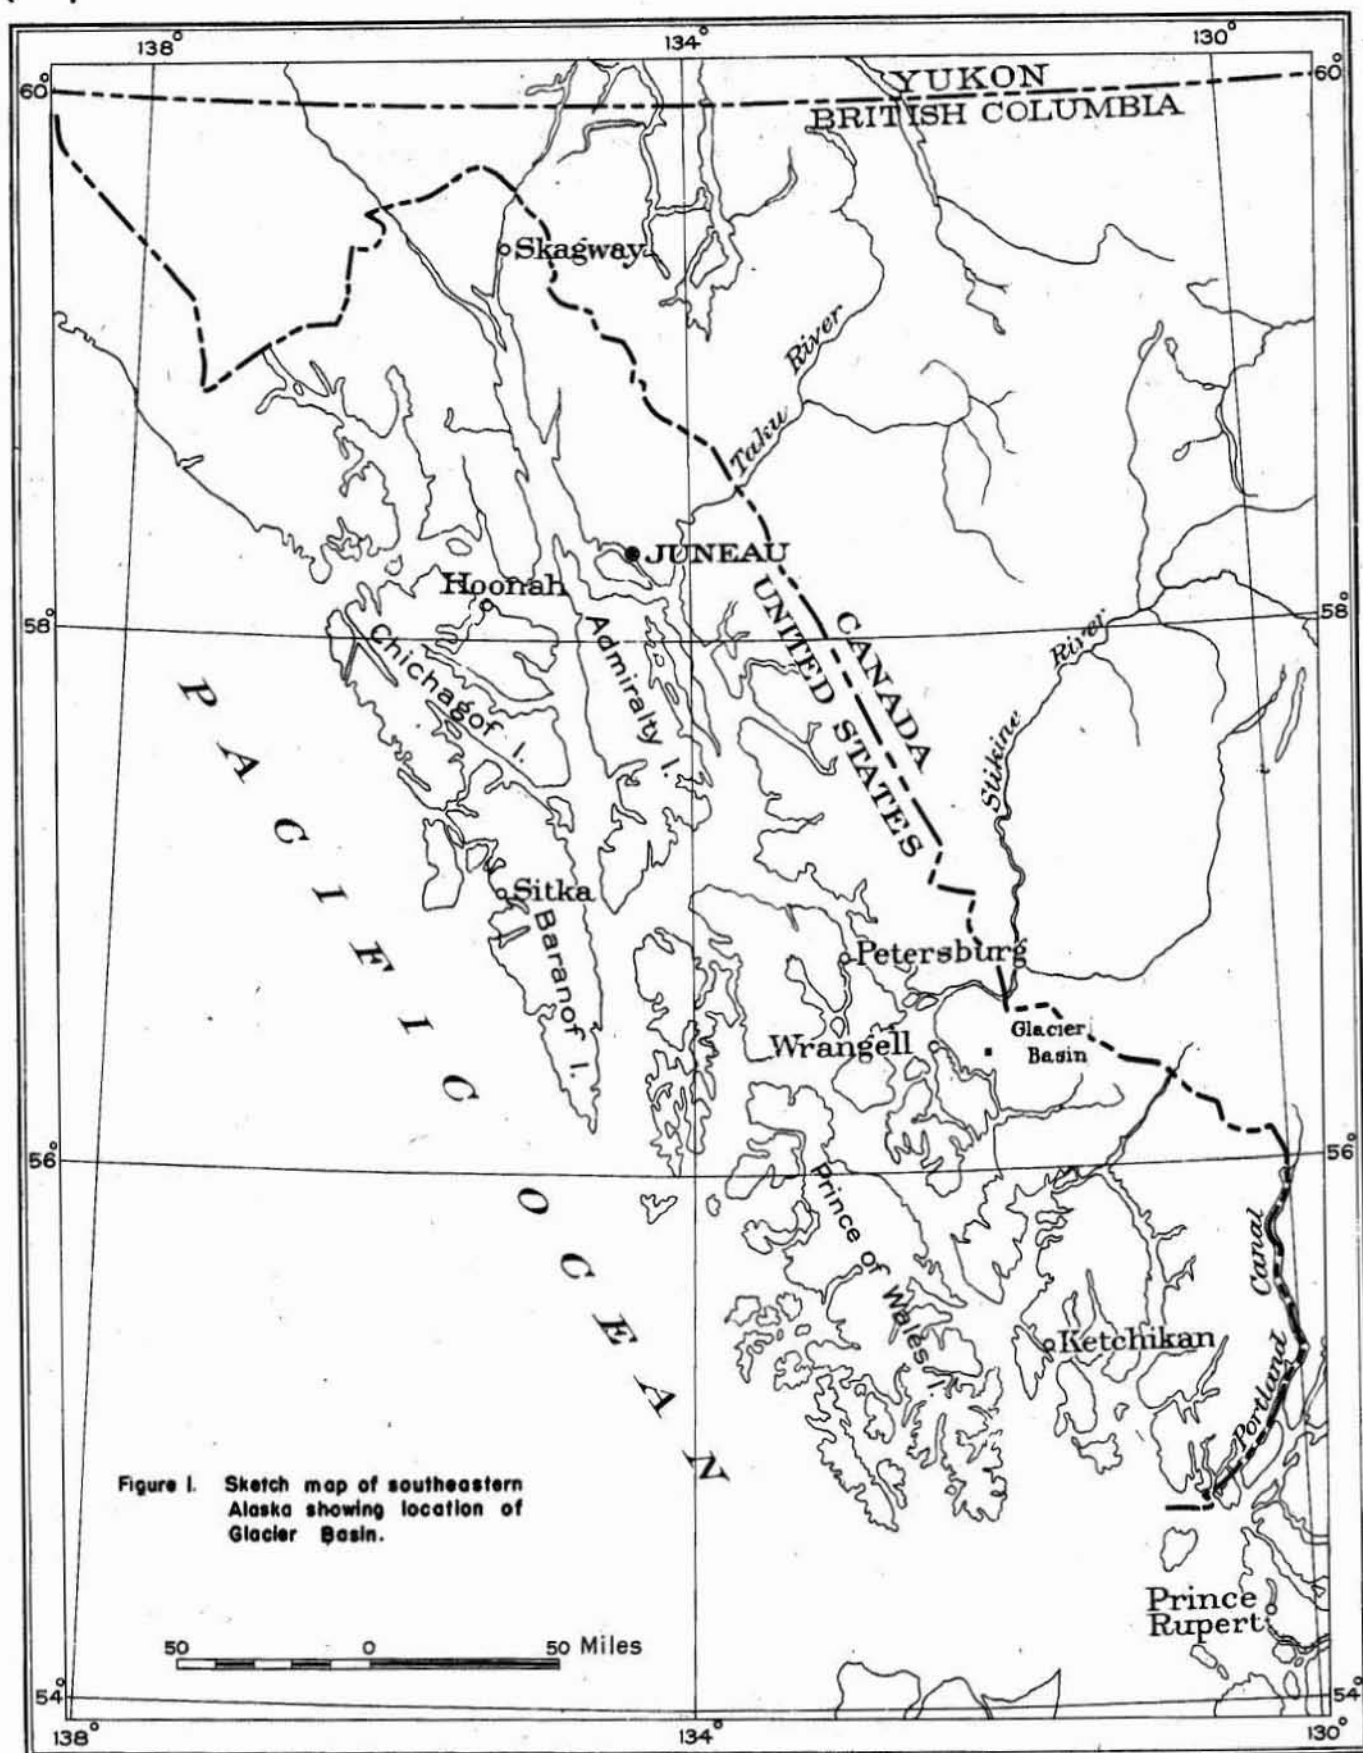 138° 134° 130°
60° 60°
YUKON
BRITISH COLUMBIA
Skagway
River
Taku
JUNEAU
Hoonah
58° 58°
UNITED STATES
CANADA
Chichagof I.
Admiralty I.
River
Stikine
PACIFIC OCEAN
Sitka
Baranof I.
Petersburg
Wrangell
Glacier
Basin
56° 56°
Prince of Wales I.
Canal
Portland
Ketchikan
Figure 1. Sketch map of southeastern
Alaska showing location of
Glacier Basin.
Prince
Rupert
50 0 50 Miles
54° 54°
138° 134° 130°